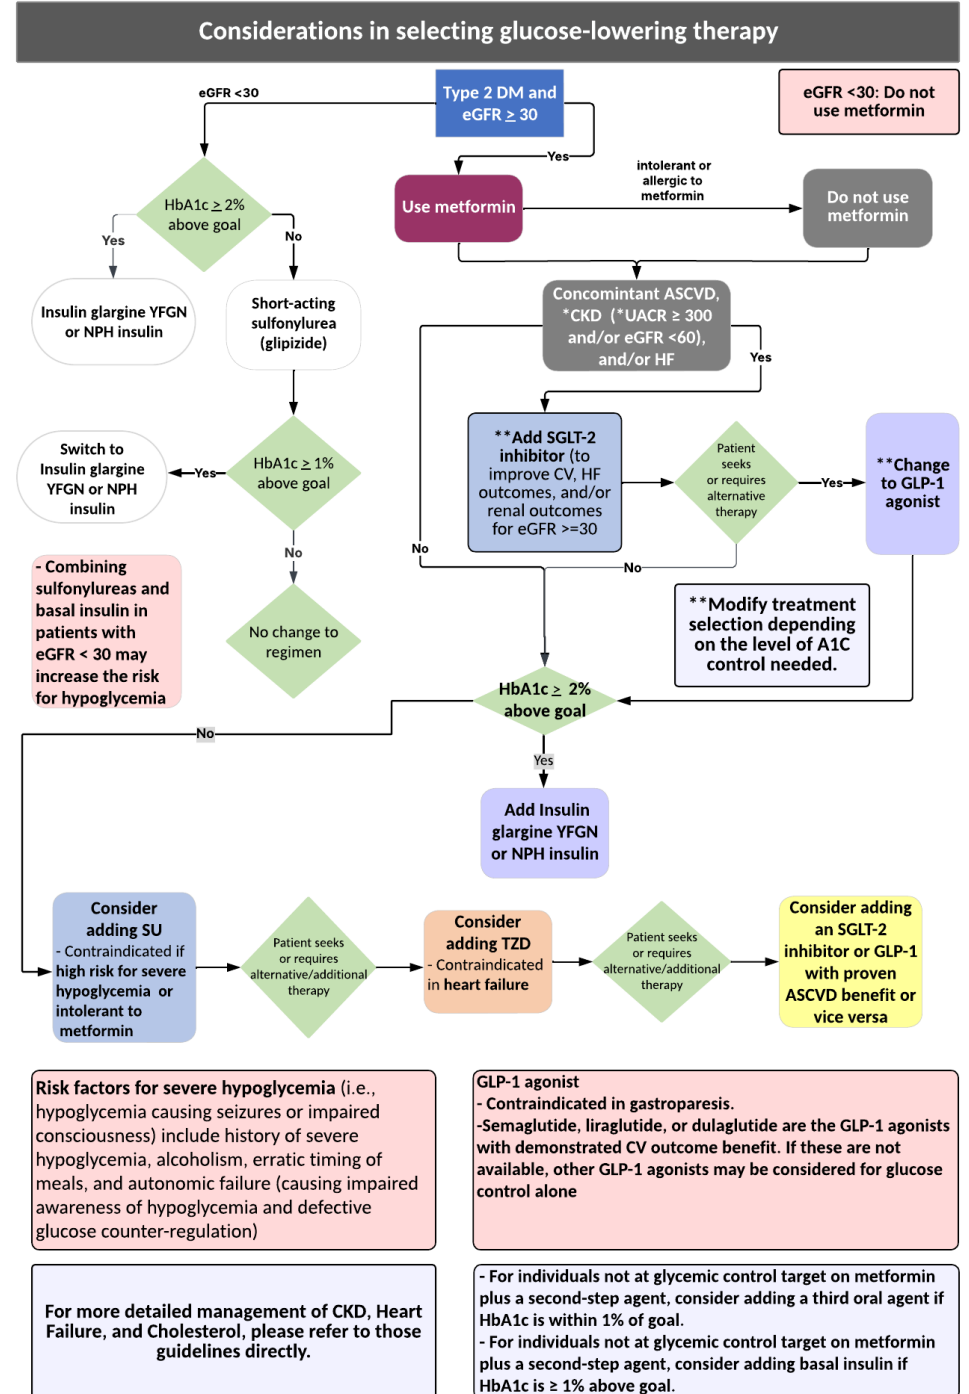 Considerations in selecting glucose-lowering therapy
eGFR <30
Type 2 DM and
eGFR ≥ 30
eGFR <30: Do not
use metformin
Yes
HbA1c ≥ 2%
above goal
Use metformin
intolerant or
allergic to
metformin
Do not use
metformin
Yes
No
Insulin glargine YFGN
or NPH insulin
Short-acting
sulfonylurea
(glipizide)
Concomintant ASCVD,
*CKD (*UACR ≥ 300
and/or eGFR <60),
and/or HF
Yes
**Add SGLT-2
inhibitor (to
improve CV, HF
outcomes, and/or
renal outcomes
for eGFR >=30
Patient
seeks
or requires
alternative
therapy
Yes
**Change
to GLP-1
agonist
Switch to
Insulin glargine
YFGN or NPH
insulin
Yes
HbA1c ≥ 1%
above goal
No
No
No
- Combining
sulfonylureas and
basal insulin in
patients with
eGFR < 30 may
increase the risk
for hypoglycemia
No change to
regimen
**Modify treatment
selection depending
on the level of A1C
control needed.
HbA1c ≥ 2%
above goal
No
Yes
Add Insulin
glargine YFGN
or NPH insulin
Consider
adding SU
- Contraindicated if
high risk for severe
hypoglycemia or
intolerant to
metformin
Patient seeks
or requires
alternative/additional
therapy
Consider
adding TZD
- Contraindicated
in heart failure
Patient seeks
or requires
alternative/additional
therapy
Consider adding
an SGLT-2
inhibitor or GLP-1
with proven
ASCVD benefit or
vice versa
Risk factors for severe hypoglycemia (i.e.,
hypoglycemia causing seizures or impaired
consciousness) include history of severe
hypoglycemia, alcoholism, erratic timing of
meals, and autonomic failure (causing impaired
awareness of hypoglycemia and defective
glucose counter-regulation)
GLP-1 agonist
- Contraindicated in gastroparesis.
-Semaglutide, liraglutide, or dulaglutide are the GLP-1 agonists
with demonstrated CV outcome benefit. If these are not
available, other GLP-1 agonists may be considered for glucose
control alone
For more detailed management of CKD, Heart
Failure, and Cholesterol, please refer to those
guidelines directly.
- For individuals not at glycemic control target on metformin
plus a second-step agent, consider adding a third oral agent if
HbA1c is within 1% of goal.
- For individuals not at glycemic control target on metformin
plus a second-step agent, consider adding basal insulin if
HbA1c is ≥ 1% above goal.